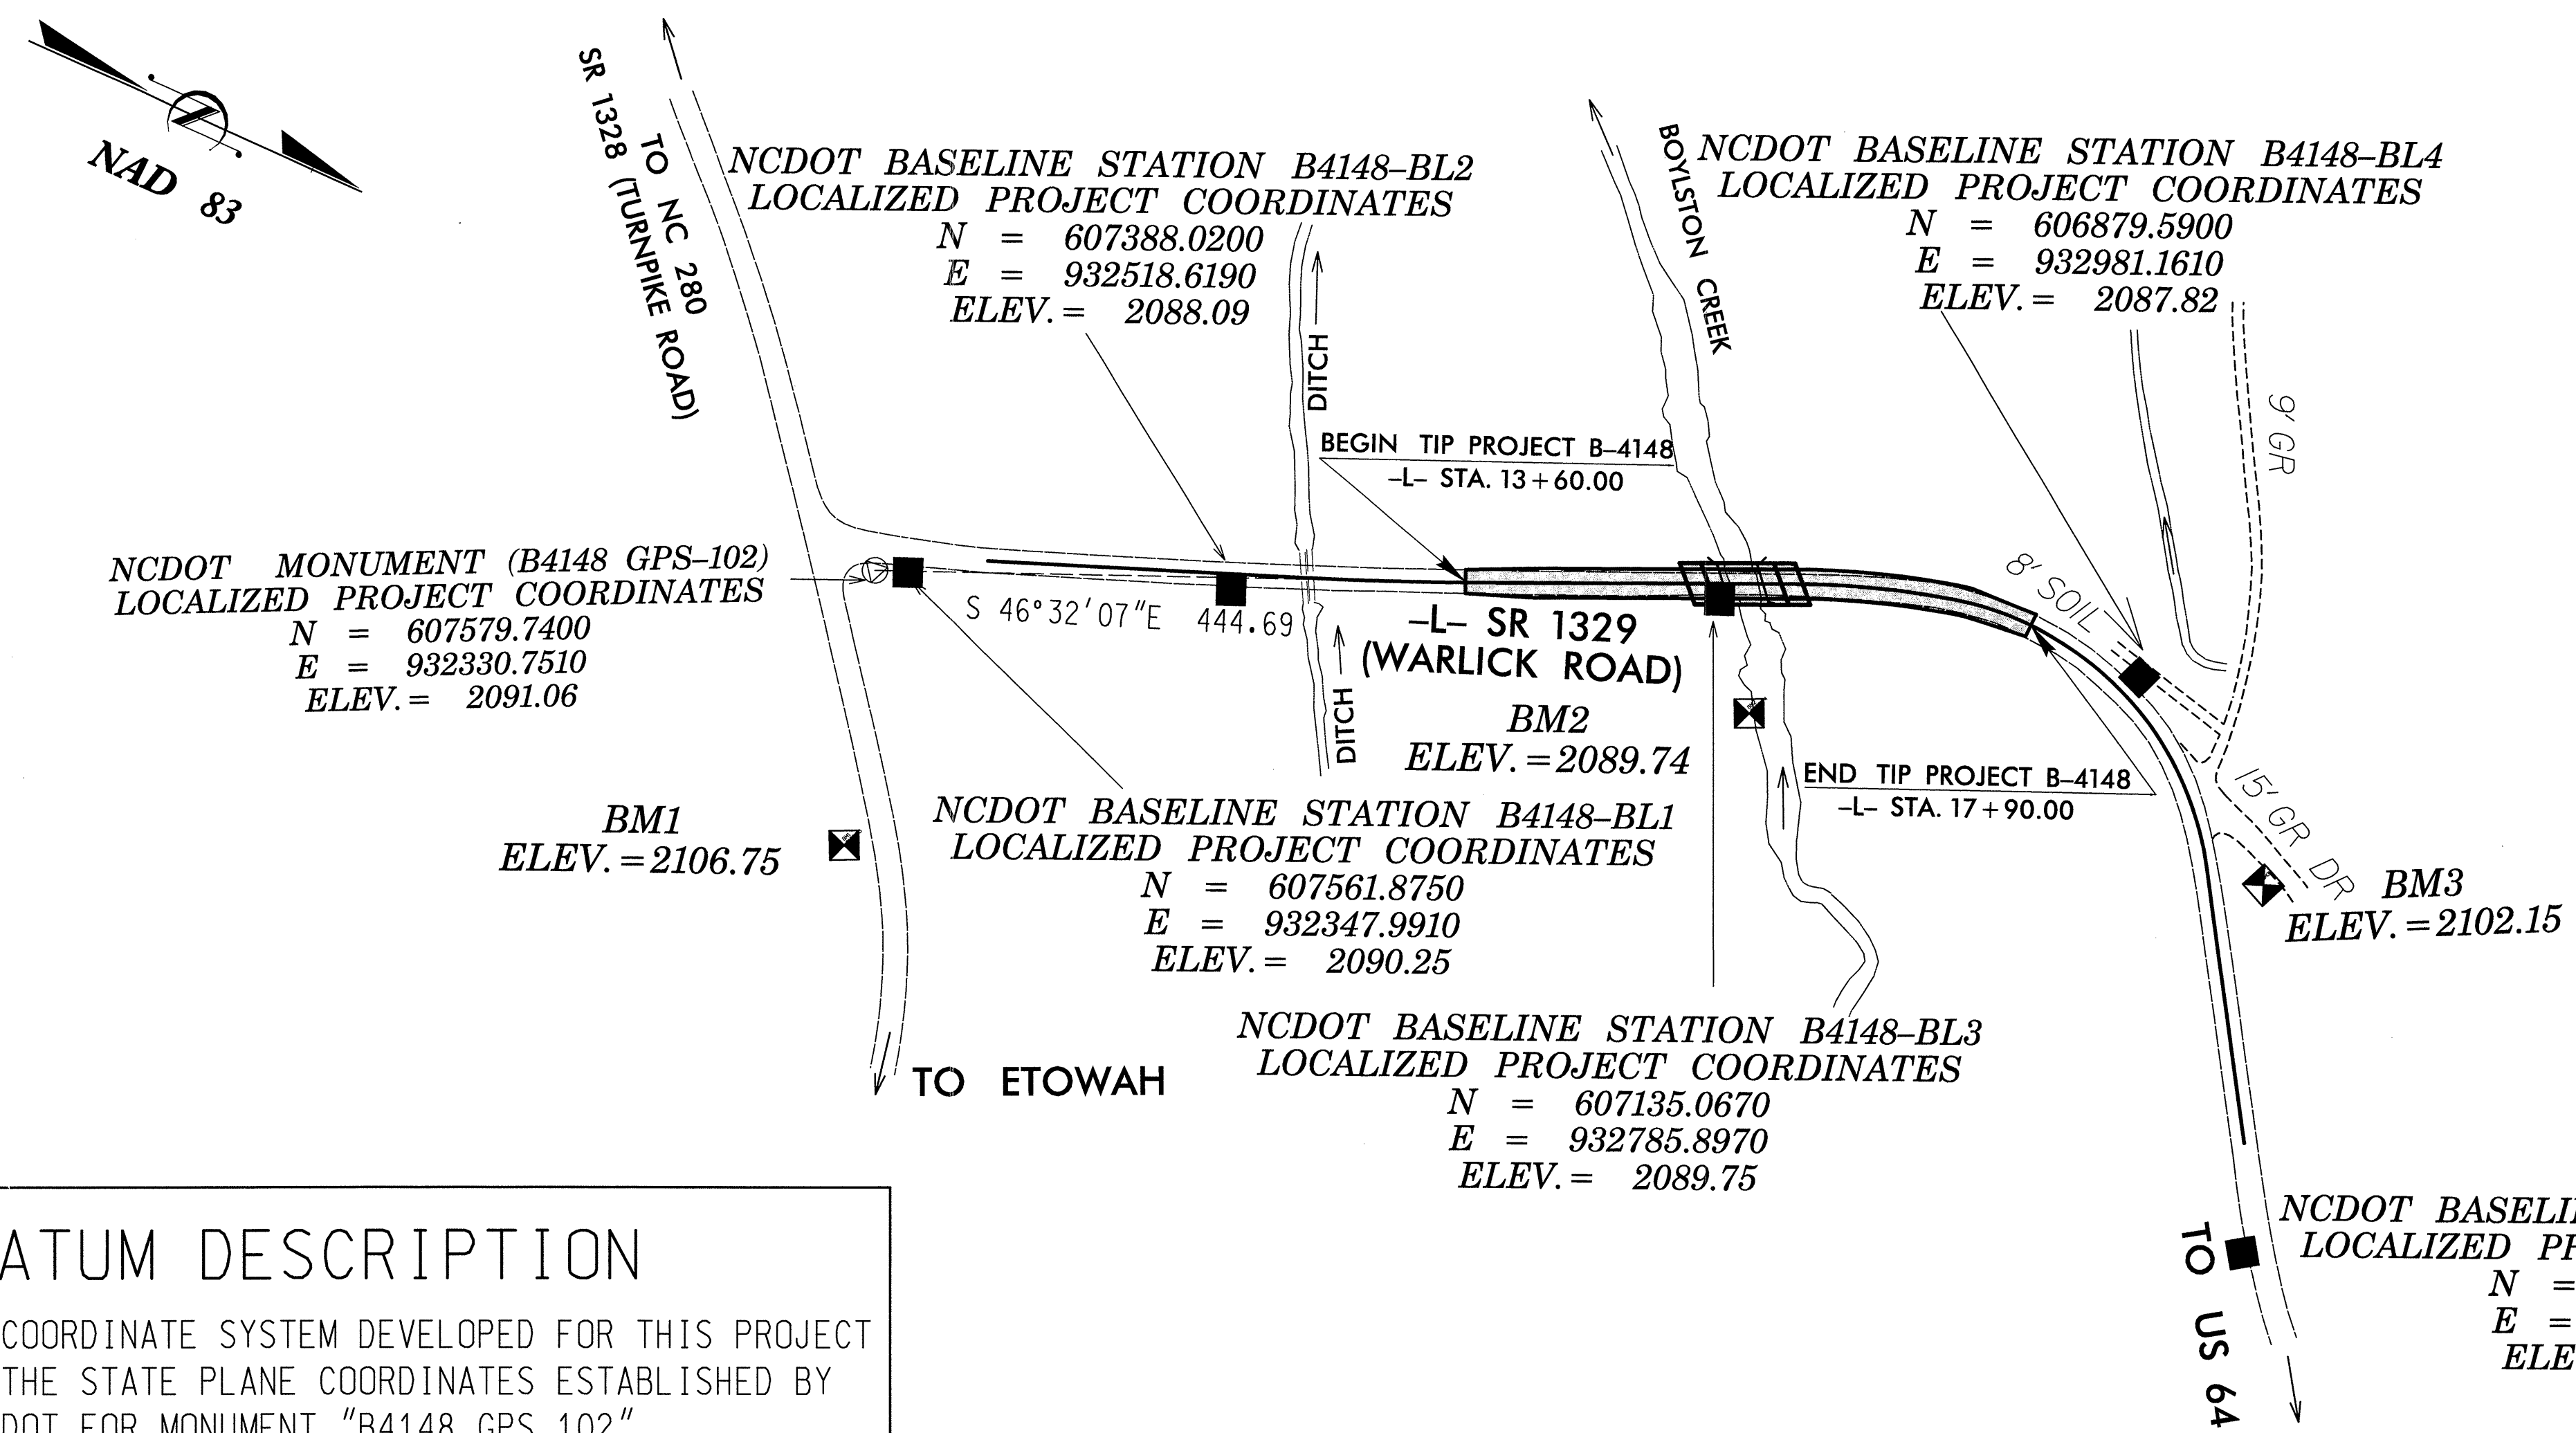 NAD 83
TO NC 280
SR 1328 (TURNPIKE ROAD)
NCDOT BASELINE STATION B4148-BL2
LOCALIZED PROJECT COORDINATES
N = 607388.0200
E = 932518.6190
ELEV. = 2088.09
BOYLSTON CREEK
NCDOT BASELINE STATION B4148-BL4
LOCALIZED PROJECT COORDINATES
N = 606879.5900
E = 932981.1610
ELEV. = 2087.82
DITCH
9' GR
BEGIN TIP PROJECT B-4148
-L- STA. 13+60.00
NCDOT MONUMENT (B4148 GPS-102)
LOCALIZED PROJECT COORDINATES
N = 607579.7400
E = 932330.7510
ELEV. = 2091.06
S 46°32'07"E 444.69
8' SOIL
-L- SR 1329
(WARLICK ROAD)
DITCH
BM2
ELEV. = 2089.74
END TIP PROJECT B-4148
-L- STA. 17+90.00
15' GR DR
BM1
ELEV. = 2106.75
NCDOT BASELINE STATION B4148-BL1
LOCALIZED PROJECT COORDINATES
N = 607561.8750
E = 932347.9910
ELEV. = 2090.25
BM3
ELEV. = 2102.15
NCDOT BASELINE STATION B4148-BL3
LOCALIZED PROJECT COORDINATES
N = 607135.0670
E = 932785.8970
ELEV. = 2089.75
TO ETOWAH
TO US 64
NCDOT BASELI
LOCALIZED P
N =
E =
ELE
ATUM DESCRIPTION
COORDINATE SYSTEM DEVELOPED FOR THIS PROJECT
THE STATE PLANE COORDINATES ESTABLISHED BY
DOT FOR MONUMENT "B4148 GPS 102"